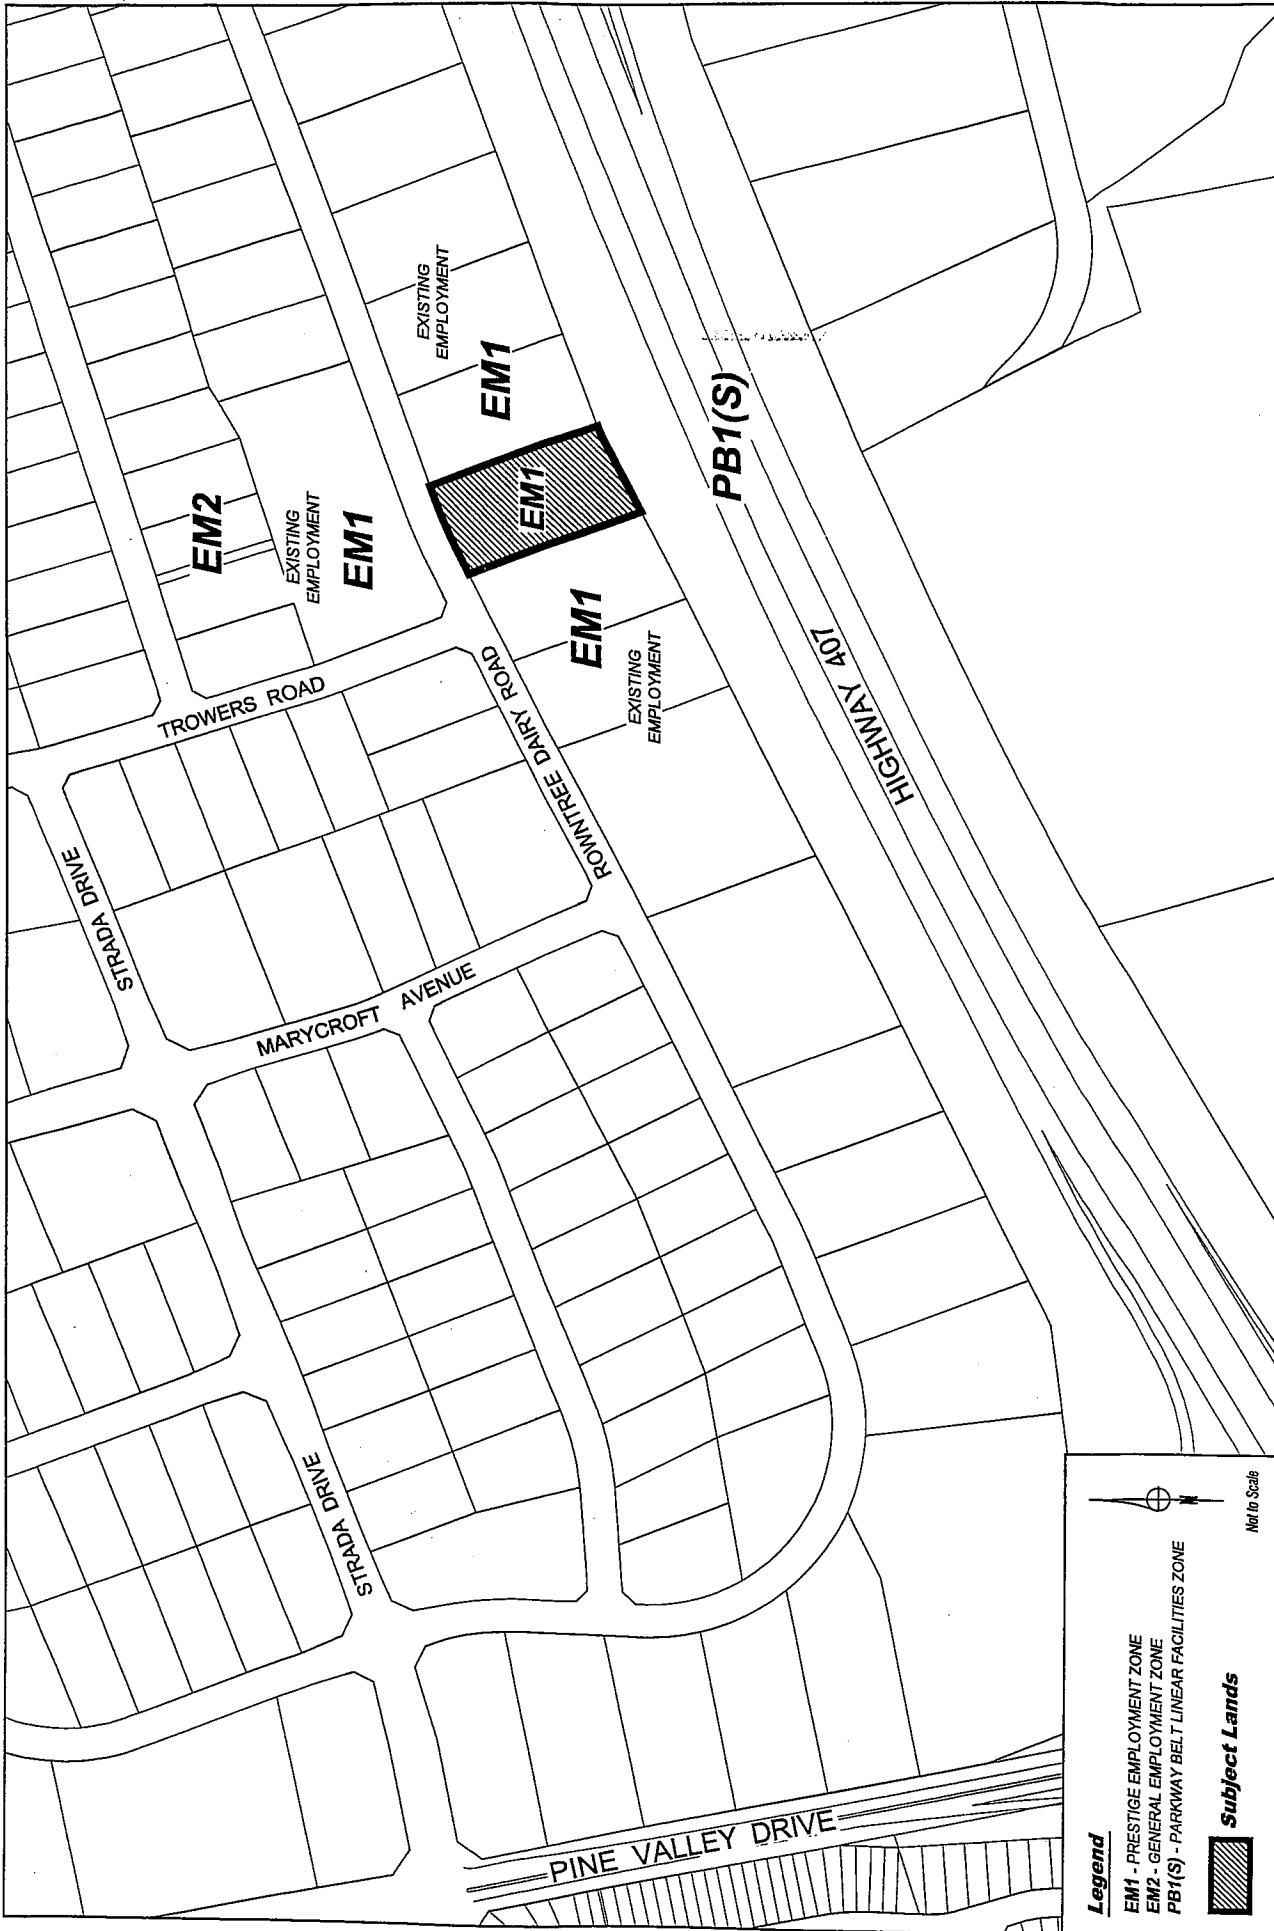 STRADA DRIVE
TROWERS ROAD
MARYCROFT AVENUE
STRADA DRIVE
PINE VALLEY DRIVE
ROWNTREE DAIRY ROAD
HIGHWAY 407
EM2
EXISTING
EMPLOYMENT
EM1
EXISTING
EMPLOYMENT
EM1
EM1
EM1
EXISTING
EMPLOYMENT
PB1(S)
Legend
EM1 - PRESTIGE EMPLOYMENT ZONE
EM2 - GENERAL EMPLOYMENT ZONE
PB1(S) - PARKWAY BELT LINEAR FACILITIES ZONE
Subject Lands
N
Not to Scale